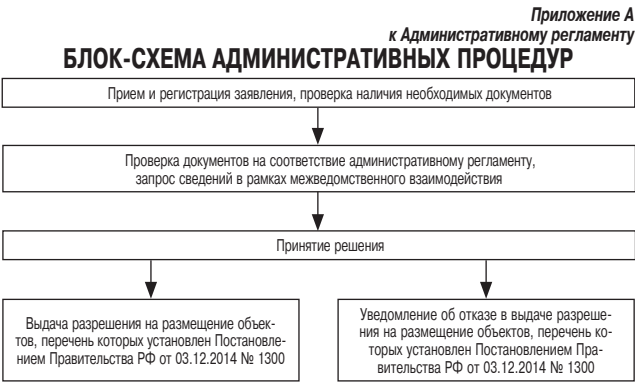 Приложение А
к Административному регламенту
БЛОК-СХЕМА АДМИНИСТРАТИВНЫХ ПРОЦЕДУР
Прием и регистрация заявления, проверка наличия необходимых документов
Проверка документов на соответствие административному регламенту,
запрос сведений в рамках межведомственного взаимодействия
Принятие решения
Выдача разрешения на размещение объек-
тов, перечень которых установлен Постановле-
нием Правительства РФ от 03.12.2014 № 1300
Уведомление об отказе в выдаче разреше-
ния на размещение объектов, перечень ко-
торых установлен Постановлением Пра-
вительства РФ от 03.12.2014 № 1300